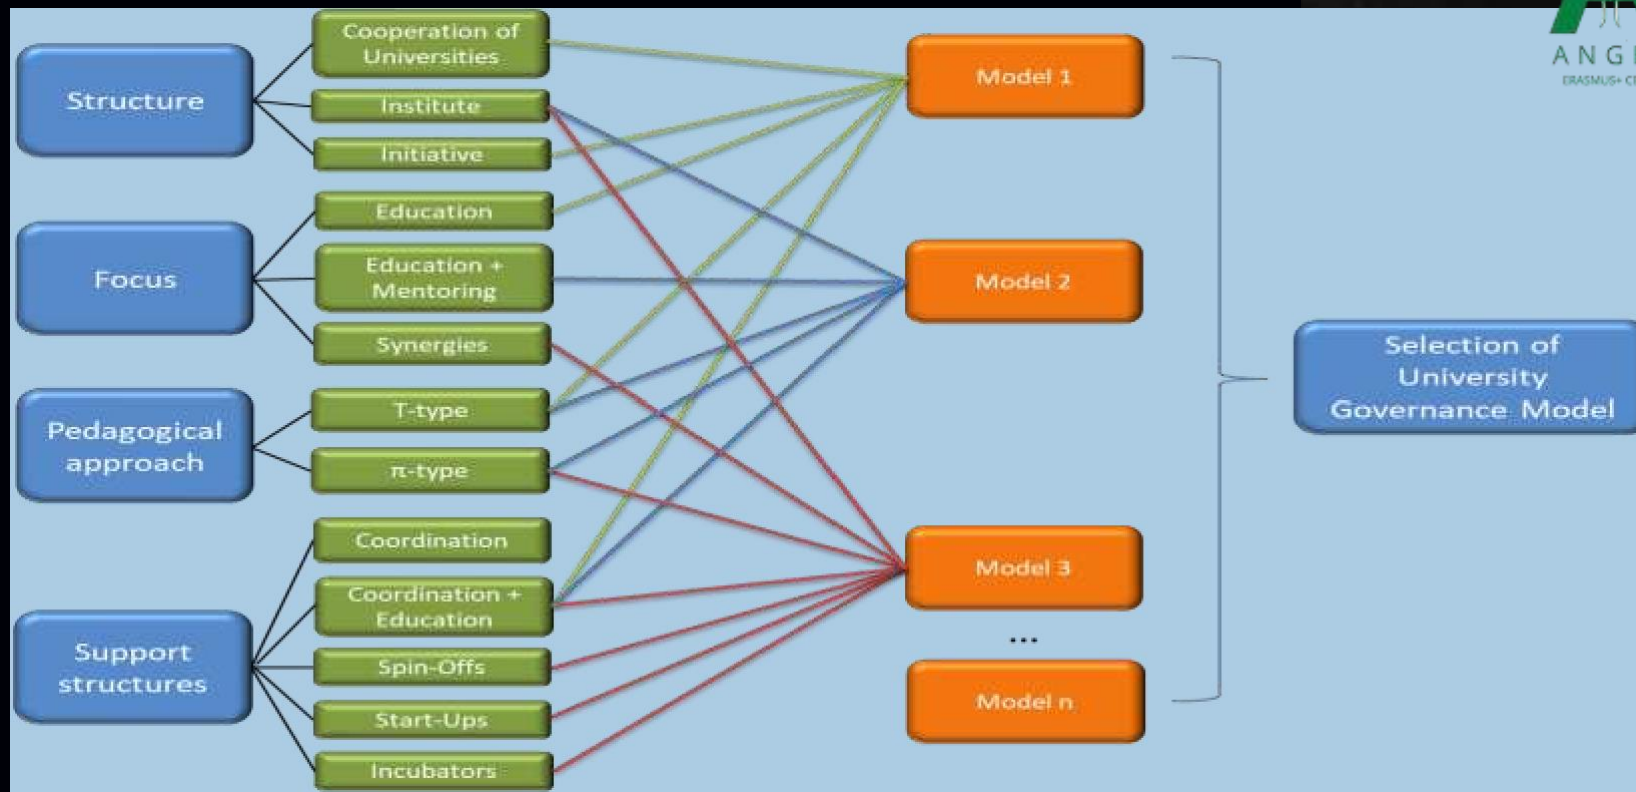 Structure
Cooperation of
Universities
Institute
Initiative
Focus
Education
Education +
Mentoring
Synergies
Pedagogical
approach
T-type
π-type
Support
structures
Coordination
Coordination +
Education
Spin-Offs
Start-Ups
Incubators
Model 1
Model 2
Model 3
...
Model n
Selection of
University
Governance Model
ERASMUS+